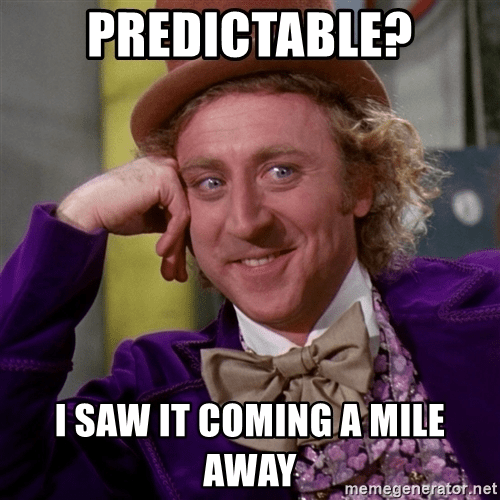 PREDICTABLE?
I SAW IT COMING A MILE
AWAY
memegenerator.net